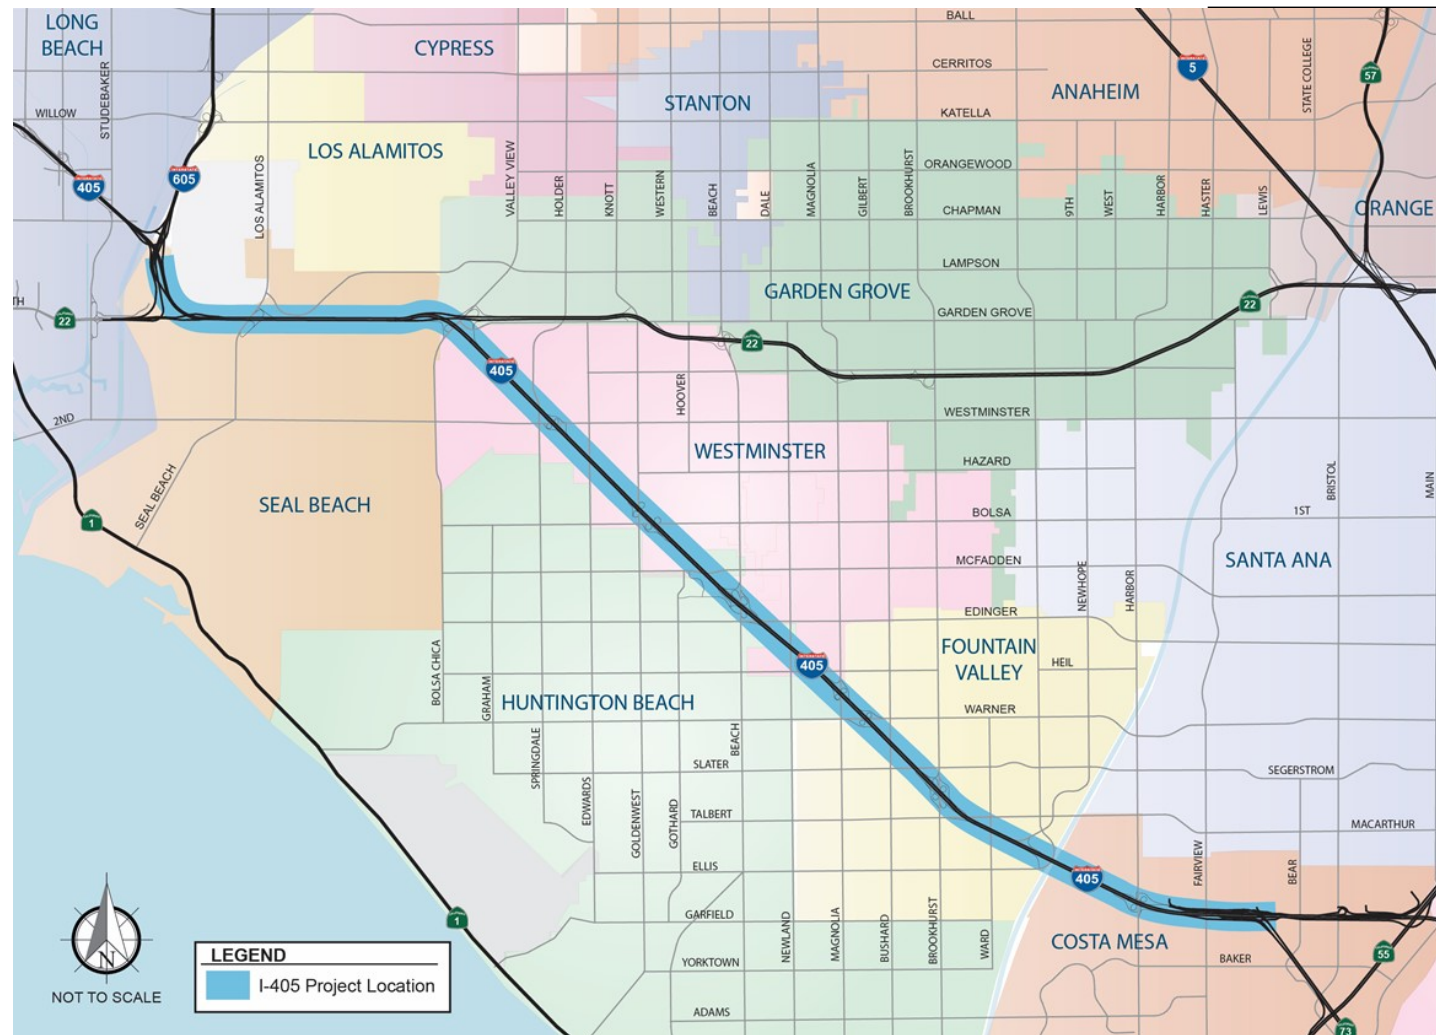 LONG
BEACH
CYPRESS
BALL
CERRITOS
INTERSTATE
5
STATE COLLEGE
57
STUDEBAKER
WILLOW
STANTON
ANAHEIM
KATELLA
LOS ALAMITOS
ORANGEWOOD
405
605
LOS ALAMITOS
VALLEY VIEW
HOLDER
KNOTT
WESTERN
BEACH
DALE
MAGNOLIA
GILBERT
BROOKHURST
CHAPMAN
9TH
WEST
HARBOR
HASTER
LEWIS
ORANGE
LAMPSON
GARDEN GROVE
TH
22
GARDEN GROVE
22
22
405
HOOVER
2ND
WESTMINSTER
WESTMINSTER
HAZARD
SEAL BEACH
SEAL BEACH
1
BOLSA
1ST
BRISTOL
MAIN
MCFADDEN
SANTA ANA
NEWHOPE
HARBOR
EDINGER
BOLSA CHICA
GRAHAM
405
FOUNTAIN
VALLEY
HEIL
HUNTINGTON BEACH
WARNER
SPRINGDALE
BEACH
SLATER
SEGERSTROM
EDWARDS
GOLDENWEST
GOTHARD
TALBERT
MACARTHUR
ELLIS
405
FAIRVIEW
BEAR
1
GARFIELD
NEWLAND
MAGNOLIA
BUSHARD
BROOKHURST
WARD
COSTA MESA
BAKER
55
YORKTOWN
ADAMS
73
N
NOT TO SCALE
LEGEND
I-405 Project Location